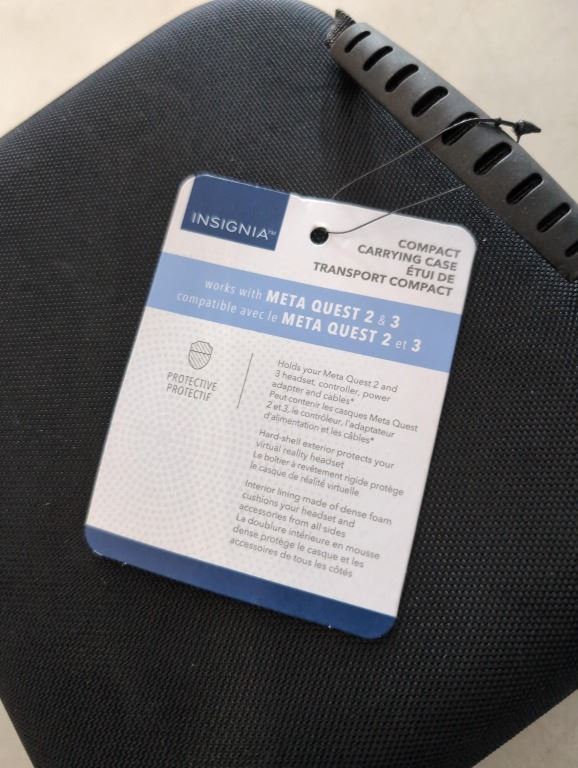 INSIGNIA™
COMPACT
CARRYING CASE
ÉTUI DE
TRANSPORT COMPACT
works with META QUEST 2 & 3
compatible avec le META QUEST 2 et 3
PROTECTIVE
PROTECTIF
Holds your Meta Quest 2 and
3 headset, controller, power
adapter and cables*
Peut contenir les casques Meta Quest
2 et 3, le contrôleur, l'adaptateur
d'alimentation et les câbles*
Hard-shell exterior protects your
virtual reality headset
Le boîtier à revêtement rigide protège
le casque de réalité virtuelle
Interior lining made of dense foam
cushions your headset and
accessories from all sides
La doublure intérieure en mousse
dense protège le casque et les
accessoires de tous les côtés